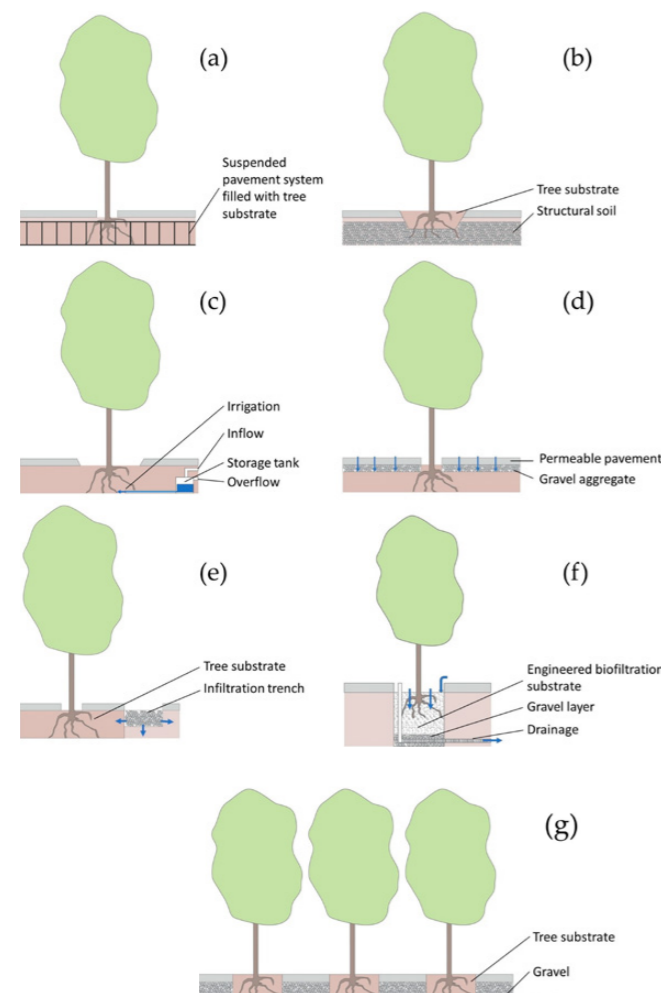 (a)
Suspended
pavement system
filled with tree
substrate
(b)
Tree substrate
Structural soil
(c)
Irrigation
Inflow
Storage tank
Overflow
(d)
Permeable pavement
Gravel aggregate
(e)
Tree substrate
Infiltration trench
(f)
Engineered biofiltration
substrate
Gravel layer
Drainage
(g)
Tree substrate
Gravel